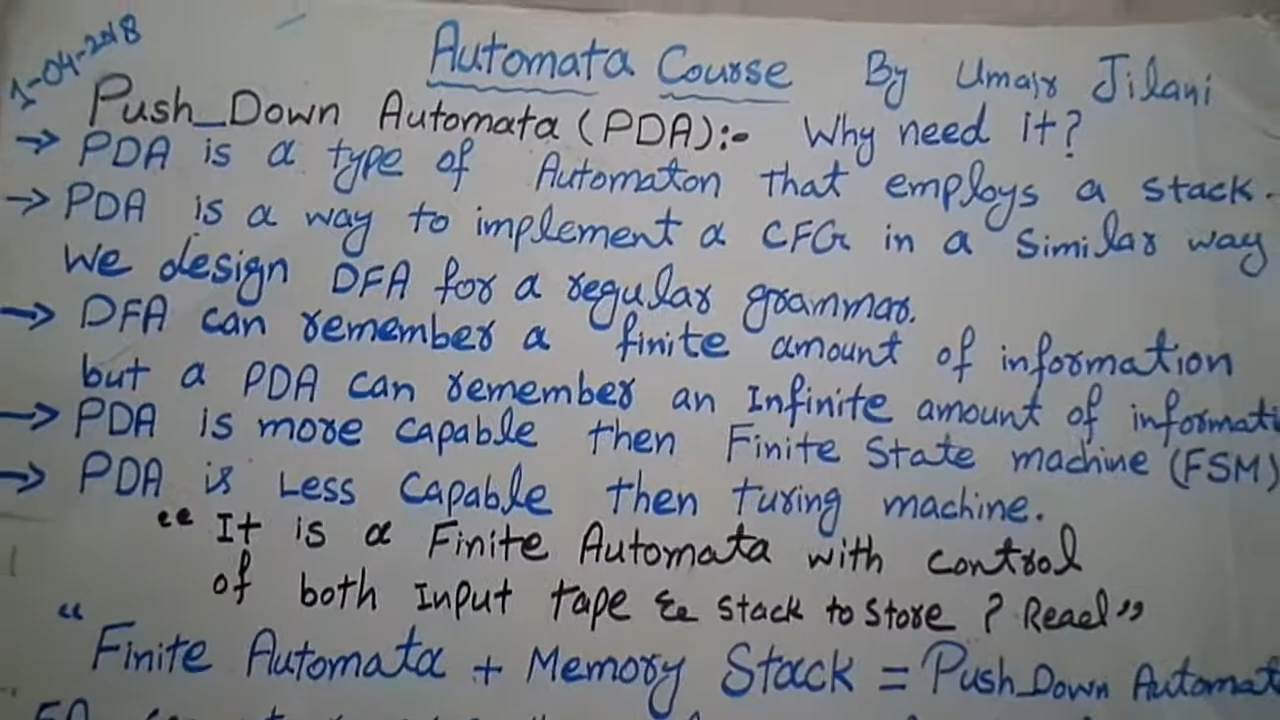 1-04-2018
Automata Course By Umair Jilani
Push_Down Automata (PDA):- Why need it?
→ PDA is a type of Automaton that employs a stack.
→ PDA is a way to implement a CFG in a similar way
we design DFA for a regular grammar.
→ DFA can remember a finite amount of information
but a PDA can remember an Infinite amount of informati
→ PDA is more capable then Finite State machine (FSM)
→ PDA is Less Capable then turing machine.
“ It is a Finite Automata with control
of both Input tape & stack to store ? Read”
“ Finite Automata + Memory Stack = Push_Down Automat